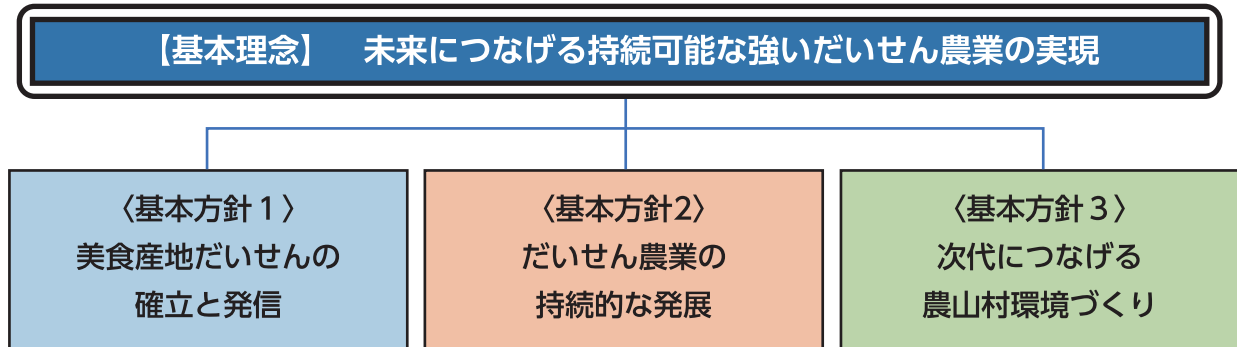 【基本理念】　未来につなげる持続可能な強いだいせん農業の実現
〈基本方針１〉
美食産地だいせんの
確立と発信
〈基本方針2〉
だいせん農業の
持続的な発展
〈基本方針３〉
次代につなげる
農山村環境づくり